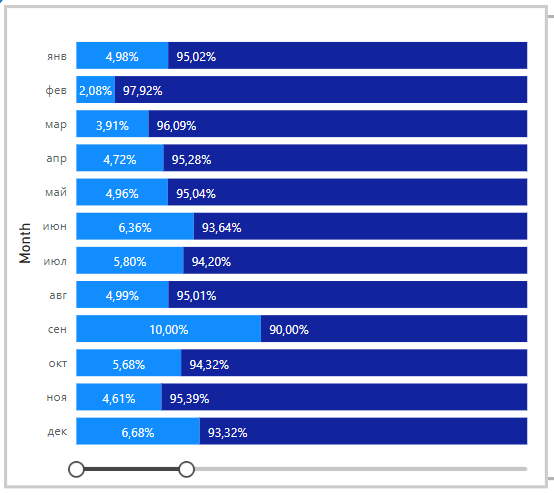 Month
янв 4,98% 95,02%
фев 2,08% 97,92%
мар 3,91% 96,09%
апр 4,72% 95,28%
май 4,96% 95,04%
июн 6,36% 93,64%
июл 5,80% 94,20%
авг 4,99% 95,01%
сен 10,00% 90,00%
окт 5,68% 94,32%
ноя 4,61% 95,39%
дек 6,68% 93,32%